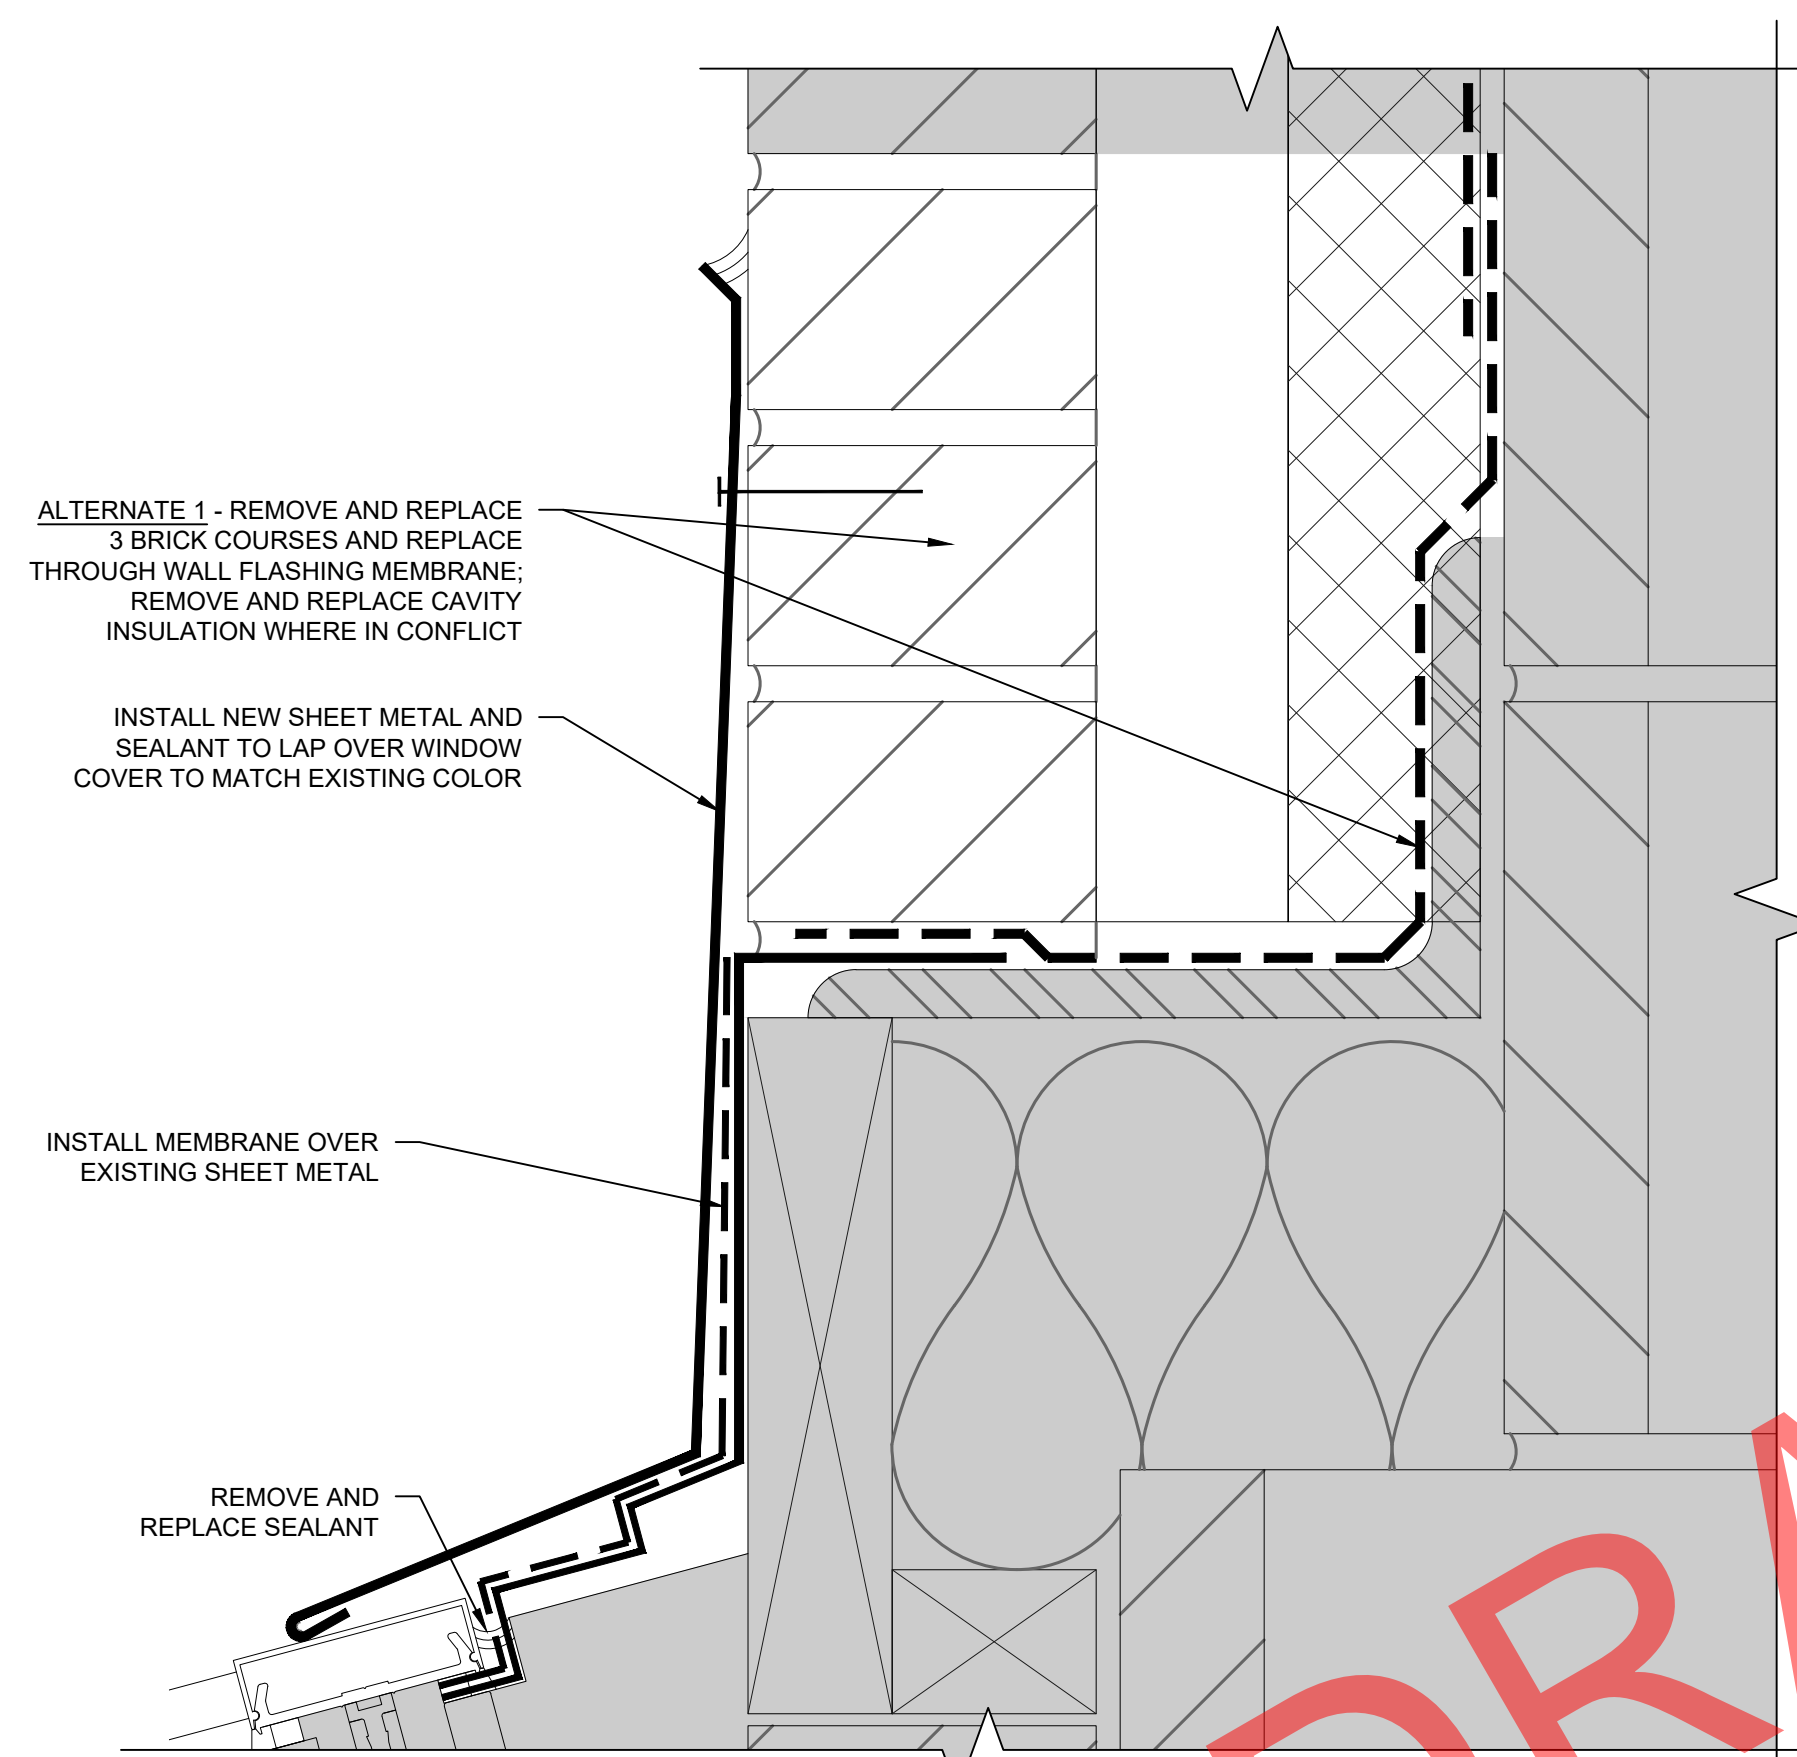 ALTERNATE 1 - REMOVE AND REPLACE
3 BRICK COURSES AND REPLACE
THROUGH WALL FLASHING MEMBRANE;
REMOVE AND REPLACE CAVITY
INSULATION WHERE IN CONFLICT
INSTALL NEW SHEET METAL AND
SEALANT TO LAP OVER WINDOW
COVER TO MATCH EXISTING COLOR
INSTALL MEMBRANE OVER
EXISTING SHEET METAL
REMOVE AND
REPLACE SEALANT